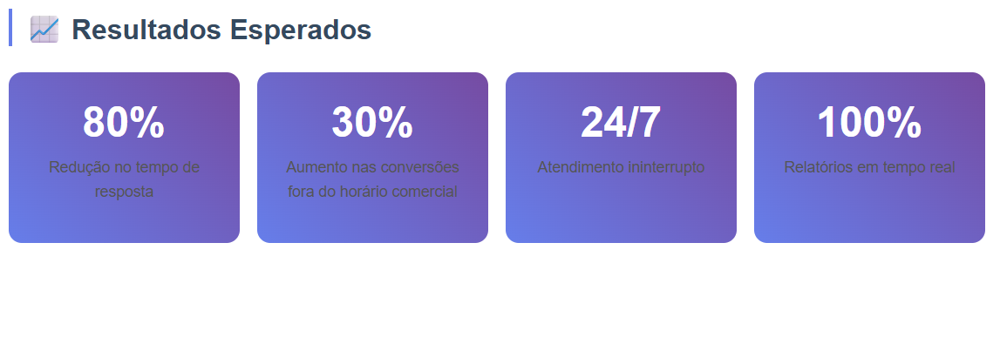 Resultados Esperados
80%
Redução no tempo de
resposta
30%
Aumento nas conversões
fora do horário comercial
24/7
Atendimento ininterrupto
100%
Relatórios em tempo real